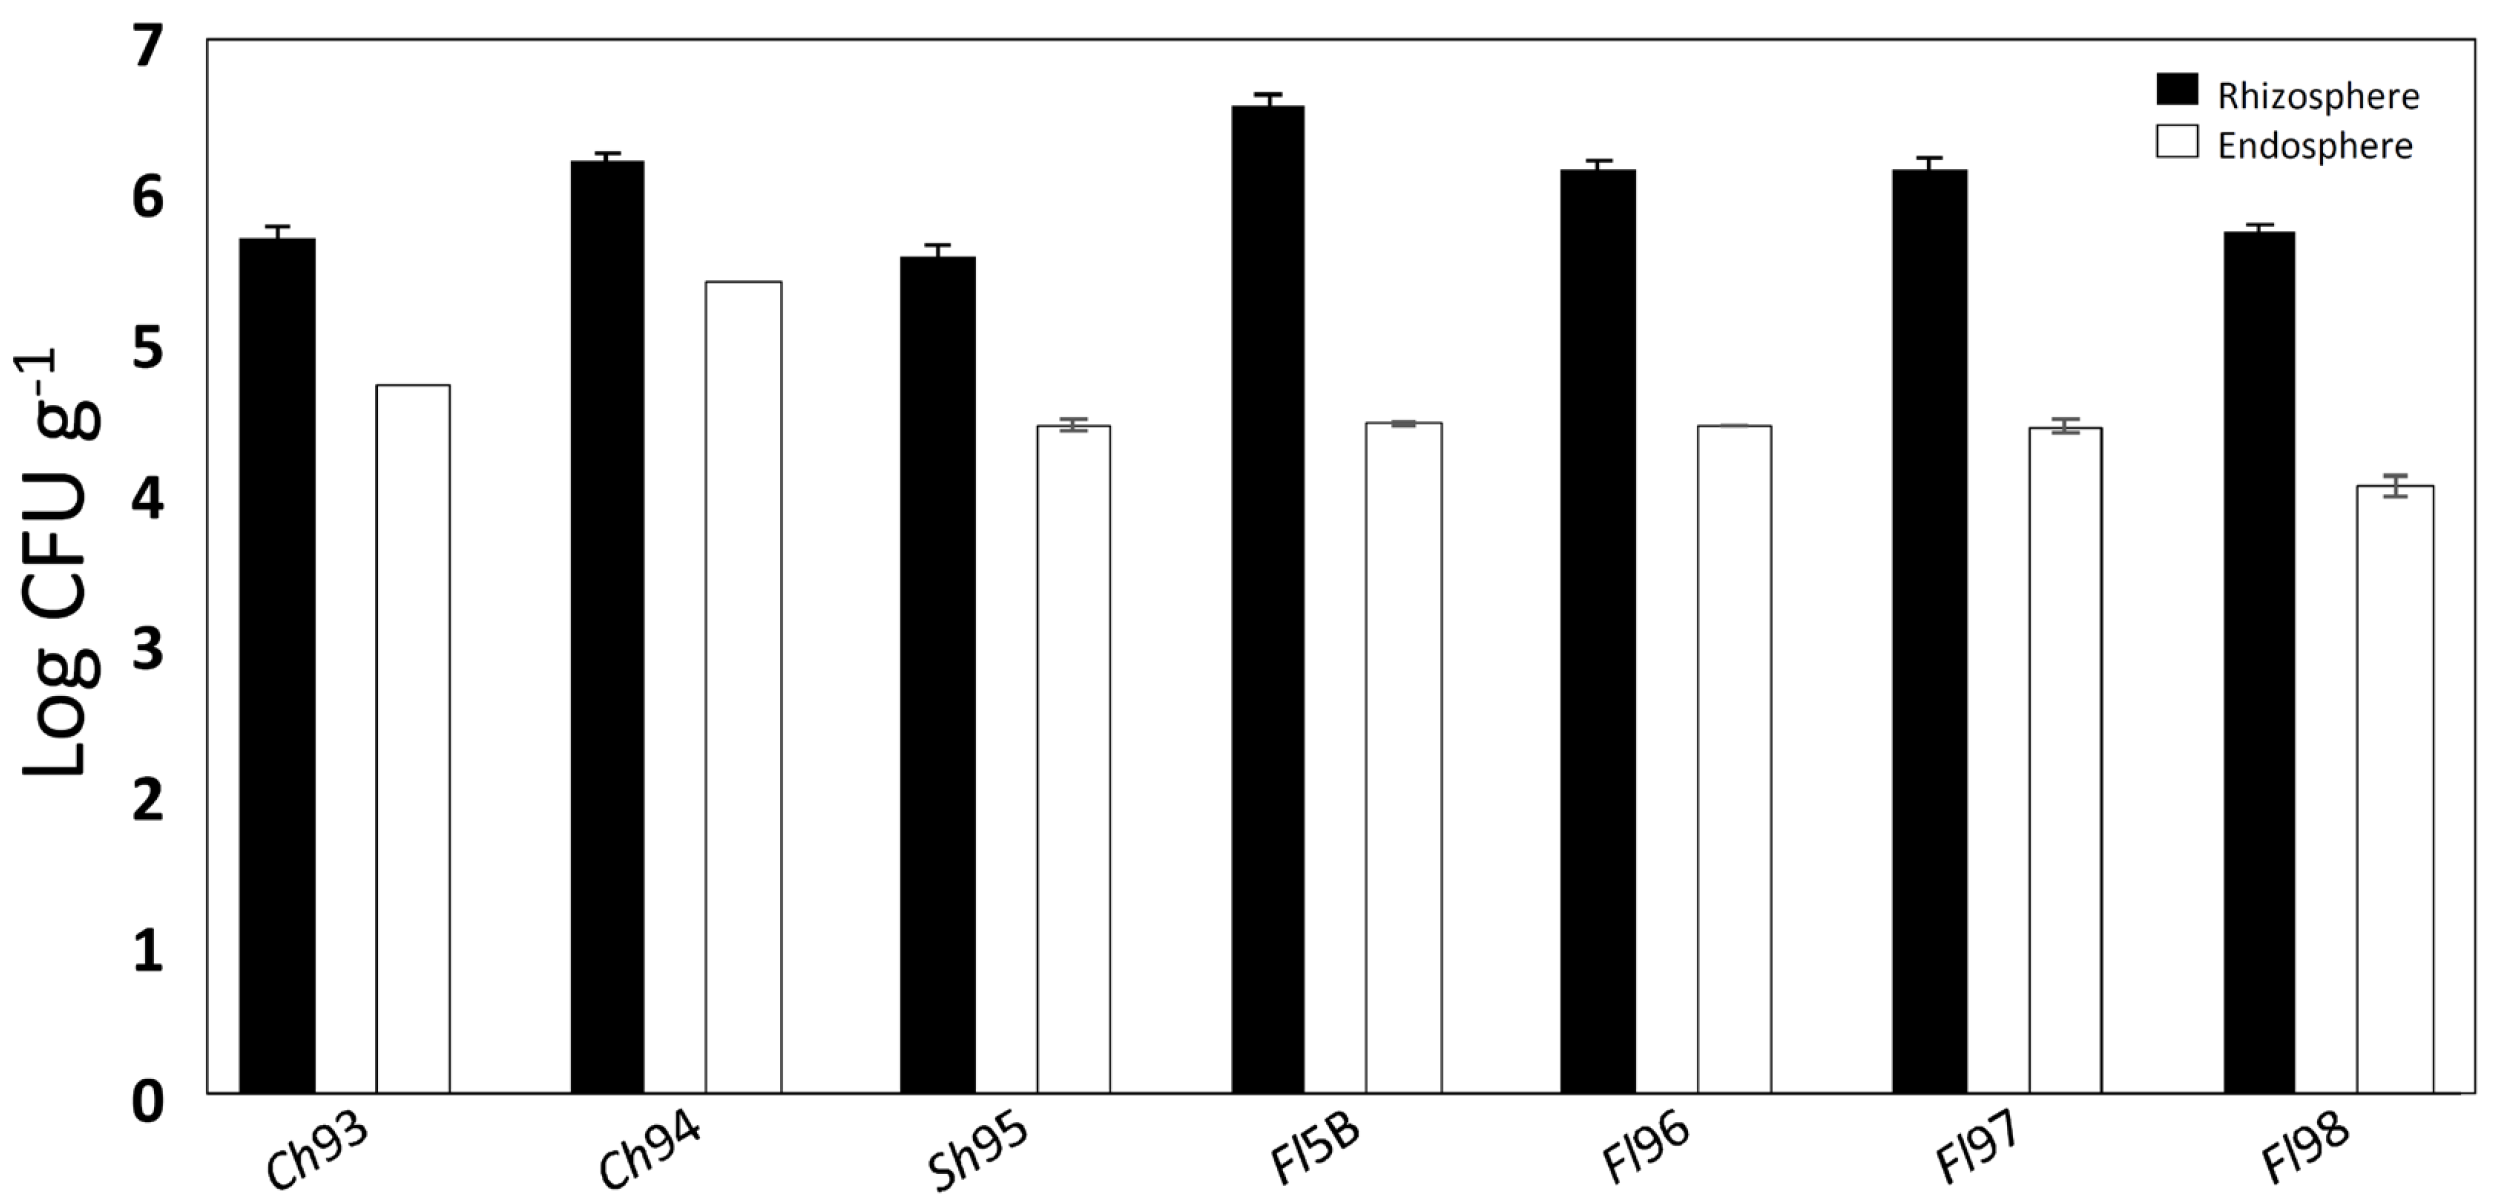 7
6
5
4
3
2
1
0
Log CFU g⁻¹
Rhizosphere
Endosphere
Ch93
Ch94
Sh95
Fl5B
Fl96
Fl97
Fl98